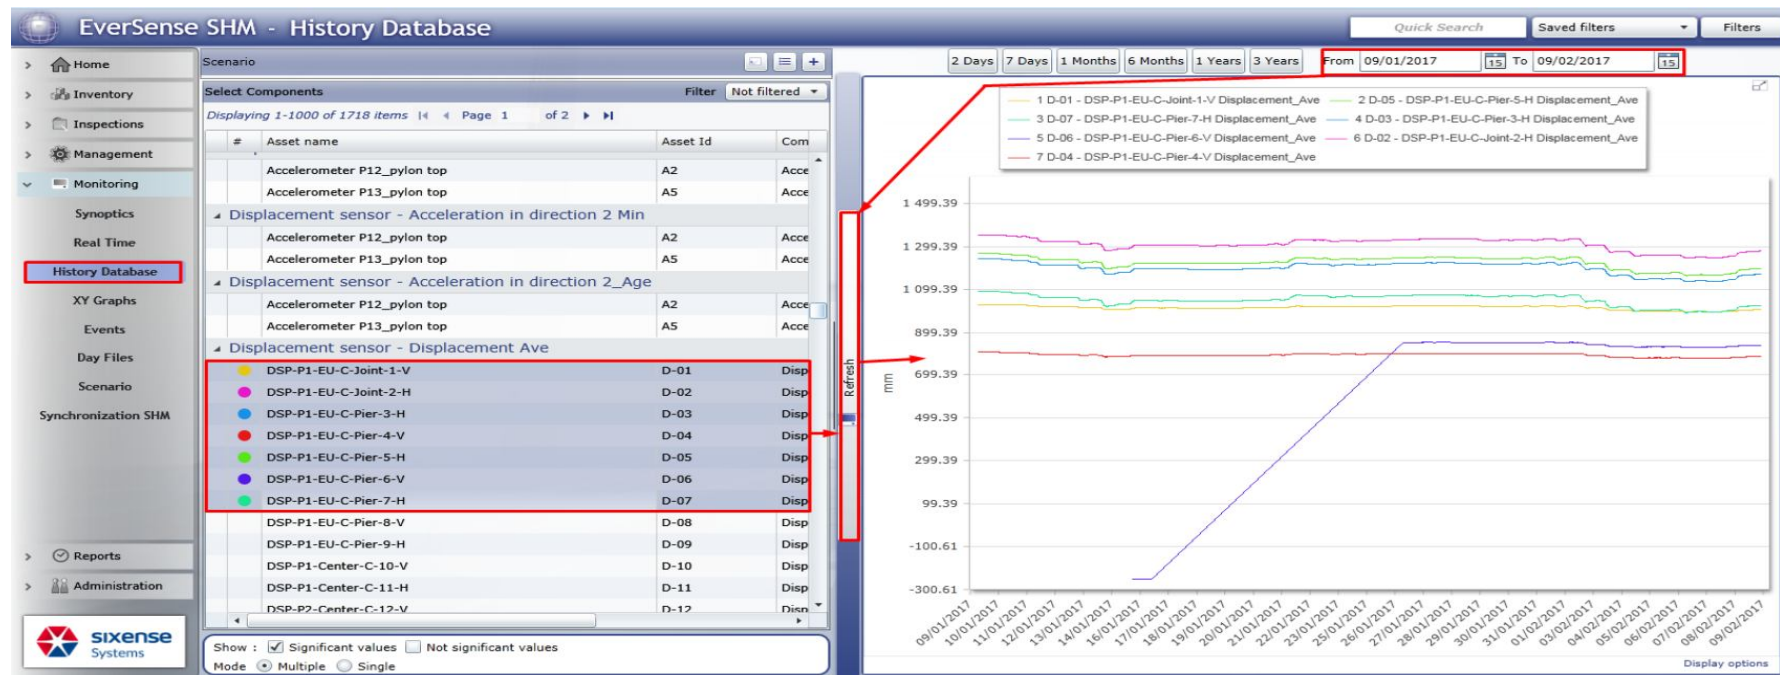 EverSense SHM - History Database
Quick Search
Saved filters
Filters
Home
Inventory
Inspections
Management
Monitoring
Synoptics
Real Time
History Database
XY Graphs
Events
Day Files
Scenario
Synchronization SHM
Reports
Administration
sixense
Systems
Scenario
Select Components Filter Not filtered
Displaying 1-1000 of 1718 items Page 1 of 2
# Asset name Asset Id Com
Accelerometer P12_pylon top A2 Acce
Accelerometer P13_pylon top A5 Acce
Displacement sensor - Acceleration in direction 2 Min
Accelerometer P12_pylon top A2 Acce
Accelerometer P13_pylon top A5 Acce
Displacement sensor - Acceleration in direction 2_Age
Accelerometer P12_pylon top A2 Acce
Accelerometer P13_pylon top A5 Acce
Displacement sensor - Displacement Ave
DSP-P1-EU-C-Joint-1-V D-01 Disp
DSP-P1-EU-C-Joint-2-H D-02 Disp
DSP-P1-EU-C-Pier-3-H D-03 Disp
DSP-P1-EU-C-Pier-4-V D-04 Disp
DSP-P1-EU-C-Pier-5-H D-05 Disp
DSP-P1-EU-C-Pier-6-V D-06 Disp
DSP-P1-EU-C-Pier-7-H D-07 Disp
DSP-P1-EU-C-Pier-8-V D-08 Disp
DSP-P1-EU-C-Pier-9-H D-09 Disp
DSP-P1-Center-C-10-V D-10 Disp
DSP-P1-Center-C-11-H D-11 Disp
DSP-P2-Center-C-12-V D-12 Disp
Show : Significant values Not significant values
Mode Multiple Single
Refresh
2 Days 7 Days 1 Months 6 Months 1 Years 3 Years From 09/01/2017 15 To 09/02/2017 15
1 D-01 - DSP-P1-EU-C-Joint-1-V Displacement_Ave 2 D-05 - DSP-P1-EU-C-Pier-5-H Displacement_Ave
3 D-07 - DSP-P1-EU-C-Pier-7-H Displacement_Ave 4 D-03 - DSP-P1-EU-C-Pier-3-H Displacement_Ave
5 D-06 - DSP-P1-EU-C-Pier-6-V Displacement_Ave 6 D-02 - DSP-P1-EU-C-Joint-2-H Displacement_Ave
7 D-04 - DSP-P1-EU-C-Pier-4-V Displacement_Ave
1 499.39
1 299.39
1 099.39
899.39
699.39
499.39
299.39
99.39
-100.61
-300.61
mm
09/01/2017 10/01/2017 11/01/2017 12/01/2017 13/01/2017 14/01/2017 16/01/2017 17/01/2017 18/01/2017 19/01/2017 20/01/2017 21/01/2017 22/01/2017 23/01/2017 25/01/2017 26/01/2017 27/01/2017 28/01/2017 29/01/2017 30/01/2017 31/01/2017 01/02/2017 03/02/2017 04/02/2017 05/02/2017 06/02/2017 07/02/2017 08/02/2017 09/02/2017
Display options